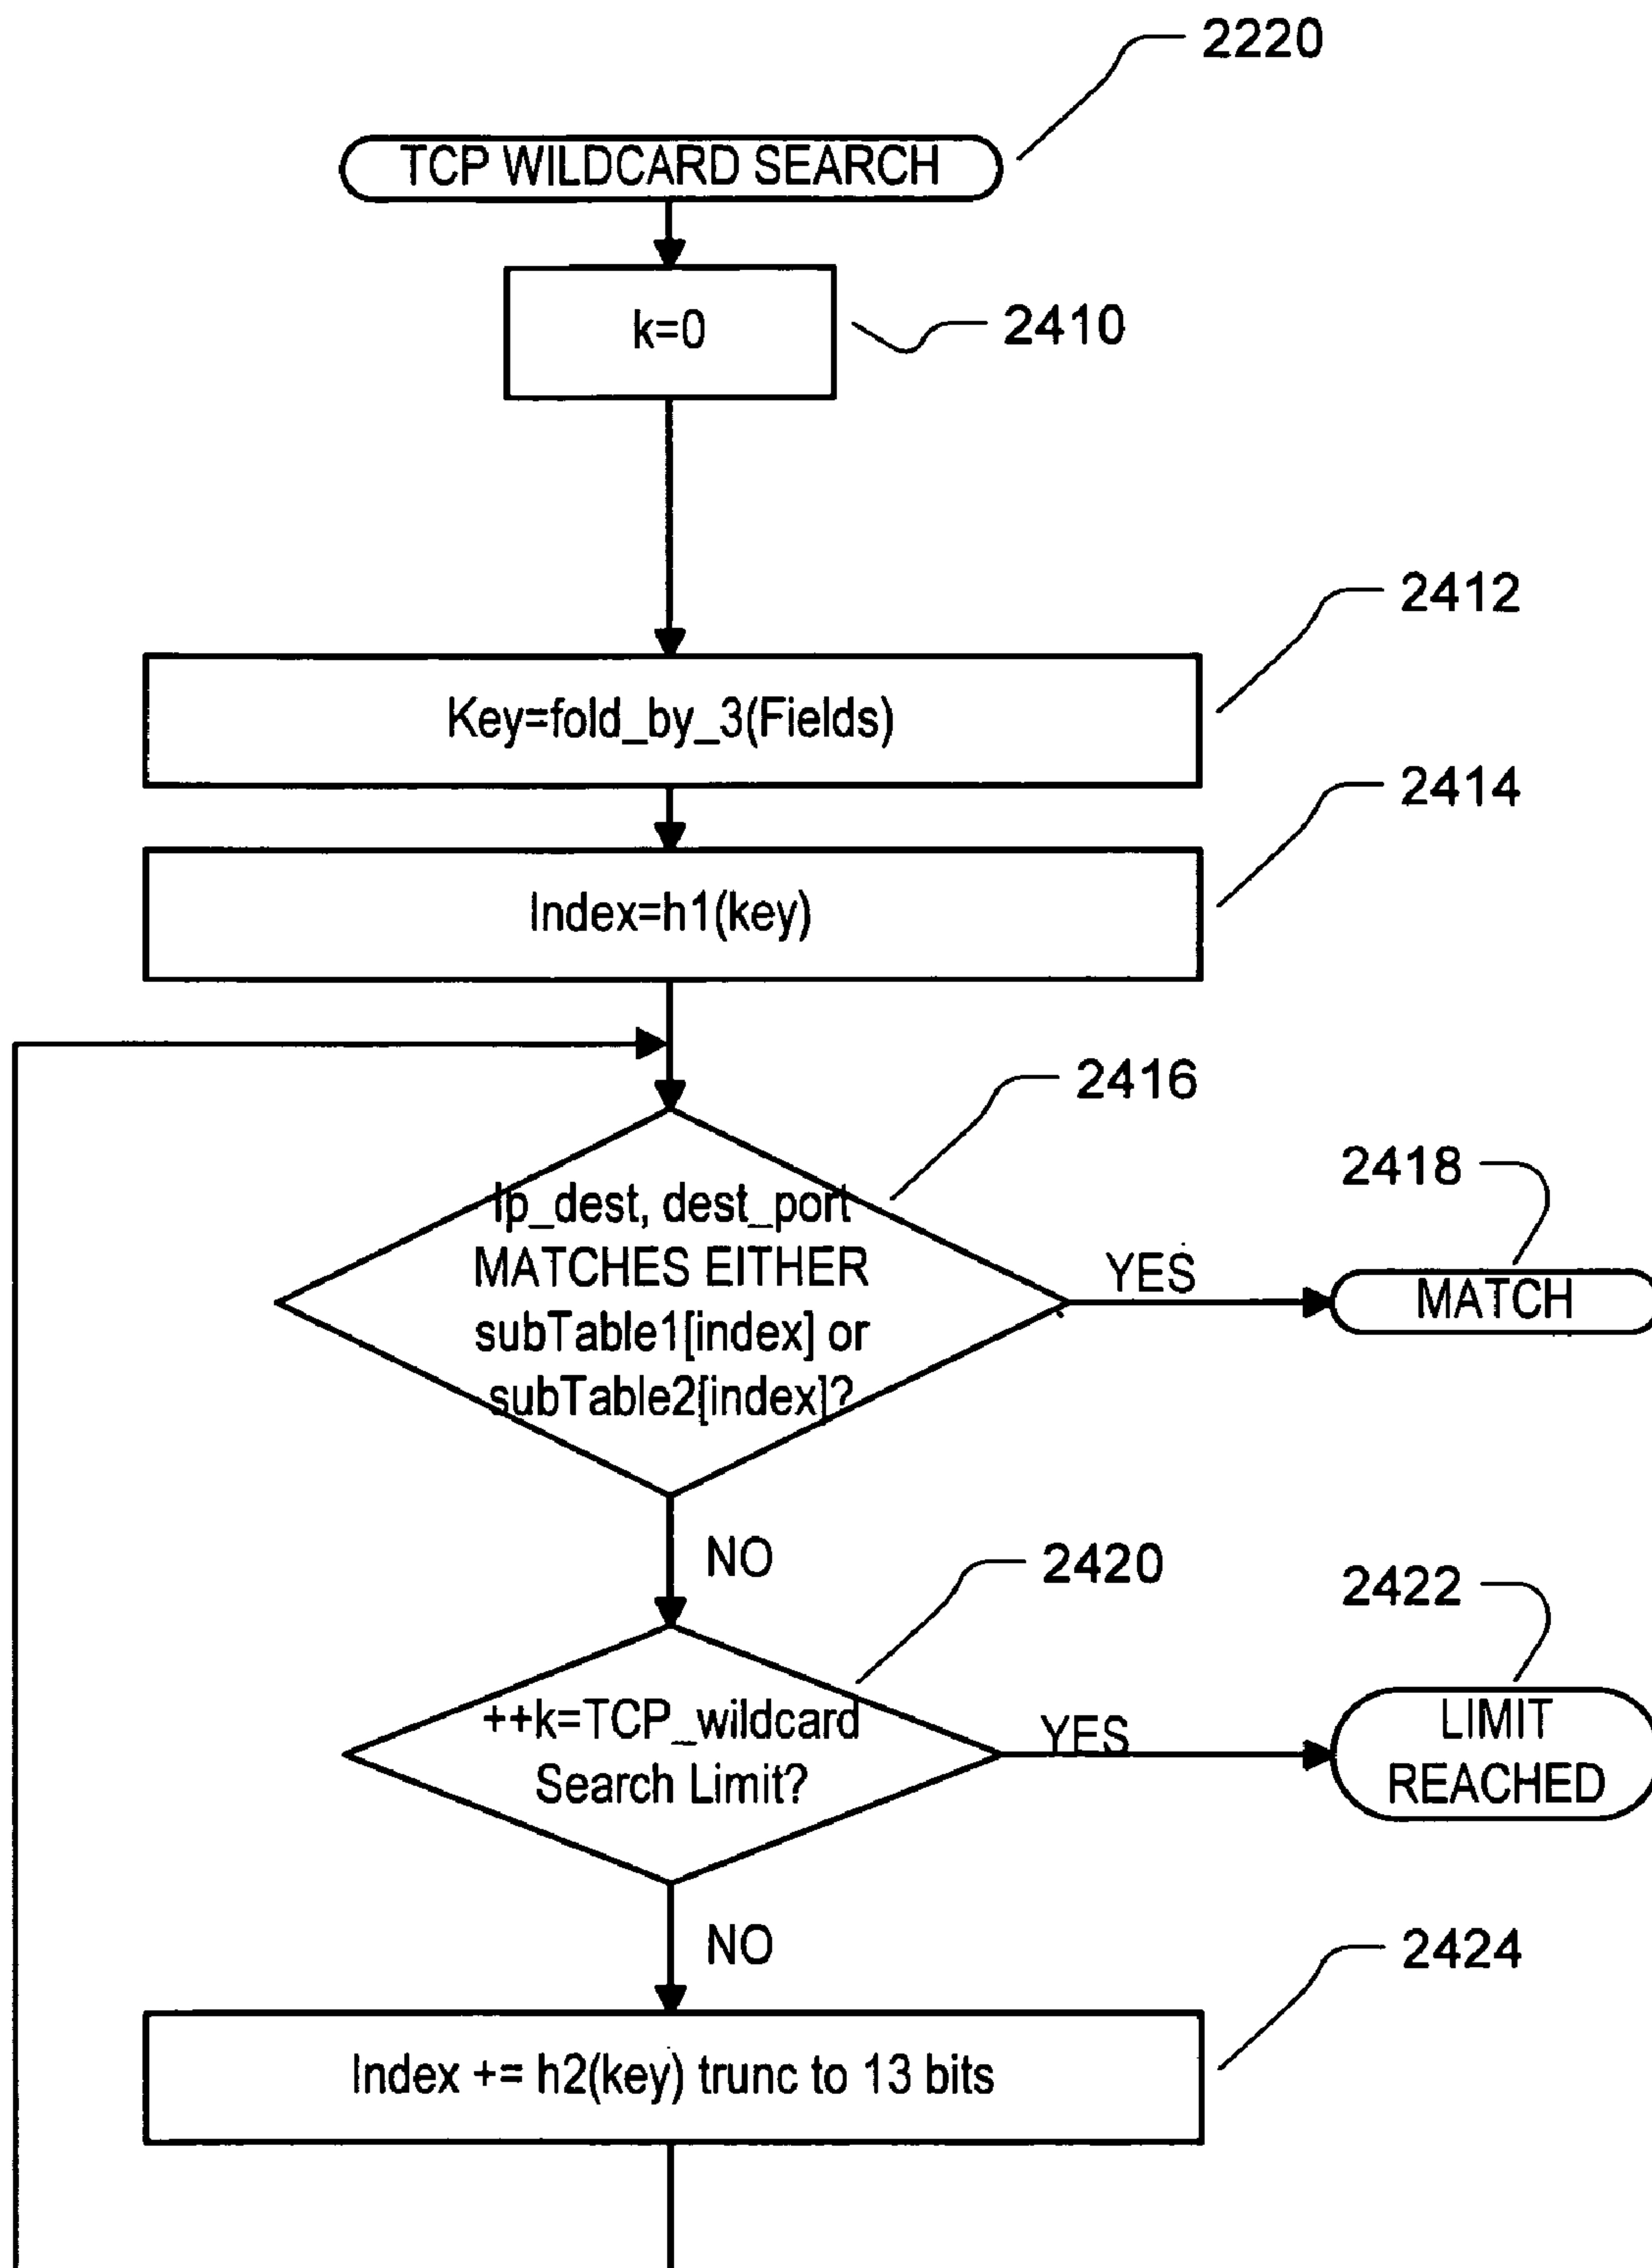 2220
TCP WILDCARD SEARCH
k=0
2410
2412
Key=fold_by_3(Fields)
2414
Index=h1(key)
2416
Ip_dest, dest_port
MATCHES EITHER
subTable1[index] or
subTable2[index]?
YES
2418
MATCH
NO
2420
++k=TCP_wildcard
Search Limit?
YES
2422
LIMIT
REACHED
NO
2424
Index += h2(key) trunc to 13 bits